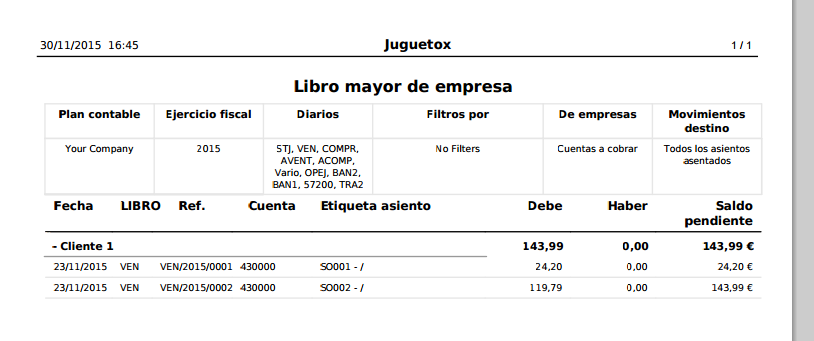 30/11/2015 16:45 Juguetox 1 / 1
Libro mayor de empresa
Plan contable Ejercicio fiscal Diarios Filtros por De empresas Movimientos destino
Your Company 2015 STJ, VEN, COMPR, AVENT, ACOMP, Vario, OPEJ, BAN2, BAN1, 57200, TRA2 No Filters Cuentas a cobrar Todos los asientos asentados
Fecha LIBRO Ref. Cuenta Etiqueta asiento Debe Haber Saldo pendiente
- Cliente 1 143,99 0,00 143,99 €
23/11/2015 VEN VEN/2015/0001 430000 SO001 - / 24,20 0,00 24,20 €
23/11/2015 VEN VEN/2015/0002 430000 SO002 - / 119,79 0,00 143,99 €